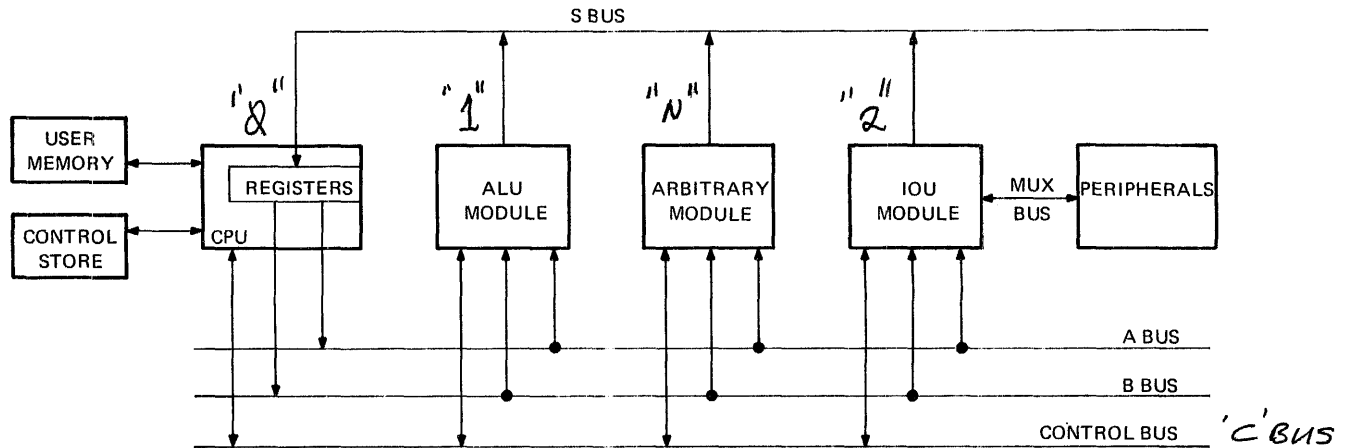 S BUS
"0" "1" "N" "2"
USER
MEMORY
CONTROL
STORE
REGISTERS
CPU
ALU
MODULE
ARBITRARY
MODULE
IOU
MODULE
MUX
BUS
PERIPHERALS
A BUS
B BUS
CONTROL BUS 'C' BUS